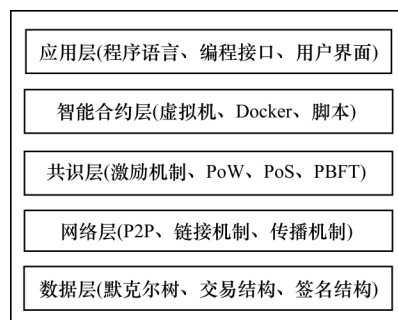 应用层(程序语言、编程接口、用户界面)
智能合约层(虚拟机、Docker、脚本)
共识层(激励机制、PoW、PoS、PBFT)
网络层(P2P、链接机制、传播机制)
数据层(默克尔树、交易结构、签名结构)